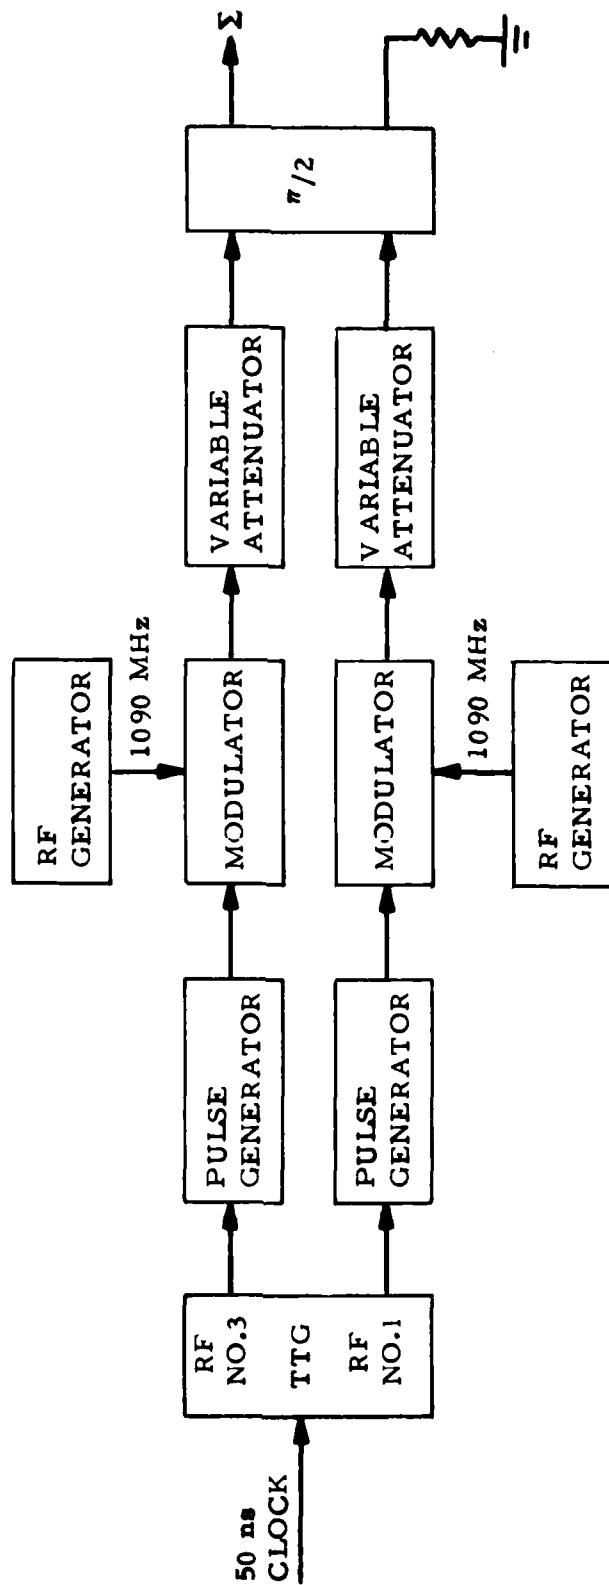 50 ns
CLOCK
RF
NO.3
TTG
RF
NO.1
PULSE
GENERATOR
PULSE
GENERATOR
RF
GENERATOR
1090 MHz
MODULATOR
MODULATOR
1090 MHz
RF
GENERATOR
VARIABLE
ATTENUATOR
VARIABLE
ATTENUATOR
π/2
Σ